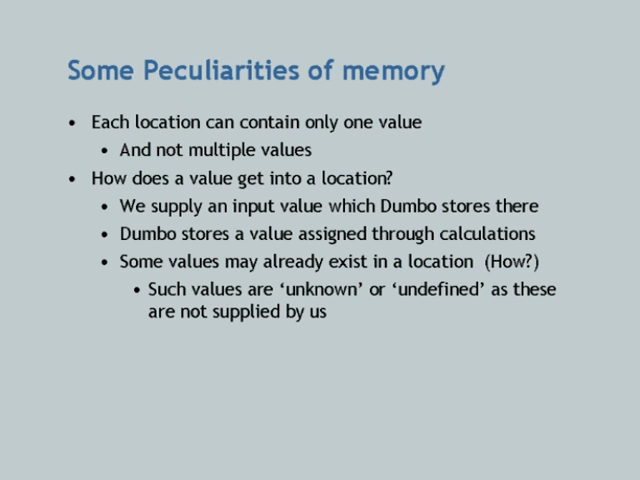 Some Peculiarities of memory
• Each location can contain only one value
• And not multiple values
• How does a value get into a location?
• We supply an input value which Dumbo stores there
• Dumbo stores a value assigned through calculations
• Some values may already exist in a location (How?)
• Such values are ‘unknown’ or ‘undefined’ as these
are not supplied by us